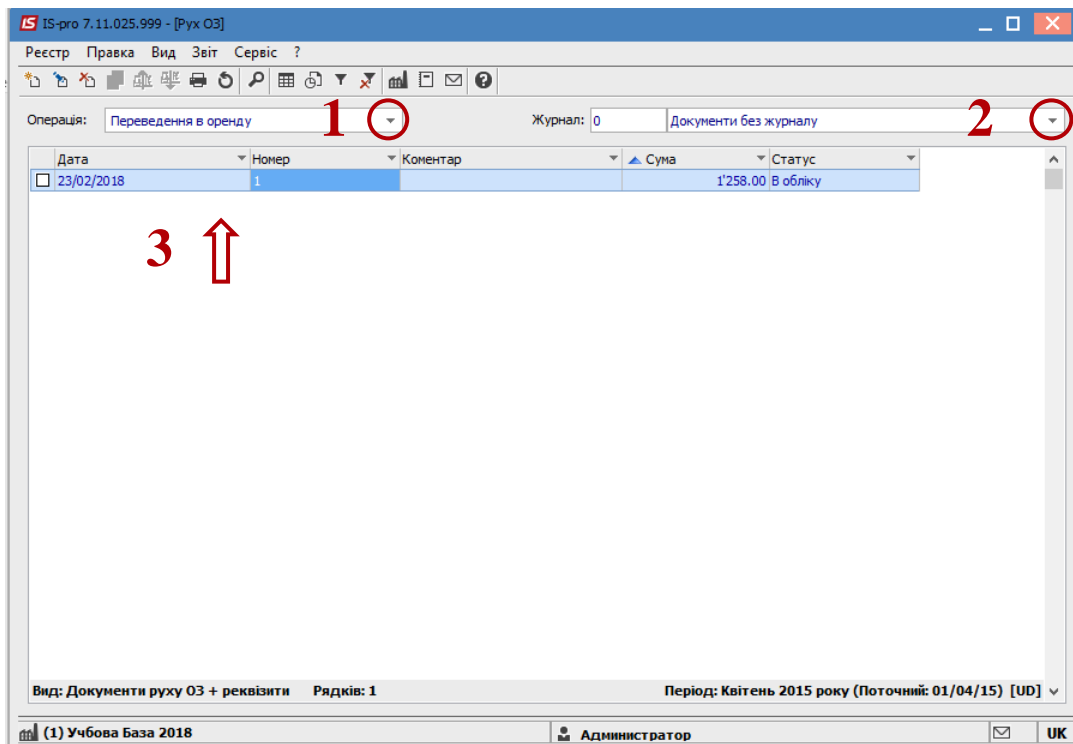 IS-pro 7.11.025.999 - [Рух ОЗ]
Реєстр Правка Вид Звіт Сервіс ?
Операція: Переведення в оренду 1 Журнал: 0 Документи без журналу 2
Дата Номер Коментар Сума Статус
23/02/2018 1 1'258.00 В обліку
3
Вид: Документи руху ОЗ + реквізити Рядків: 1 Період: Квітень 2015 року (Поточний: 01/04/15) [UD]
(1) Учбова База 2018 Администратор UK